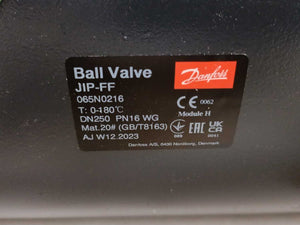 Ball Valve
JIP-FF
065N0216
T: 0-180°C
DN250 PN16 WG
Mat.20# (GB/T8163)
AJ W12.2023
Danfoss
CE 0062
Module H
EAC UK CA
Danfoss A/S, 6430 Nordborg, Denmark